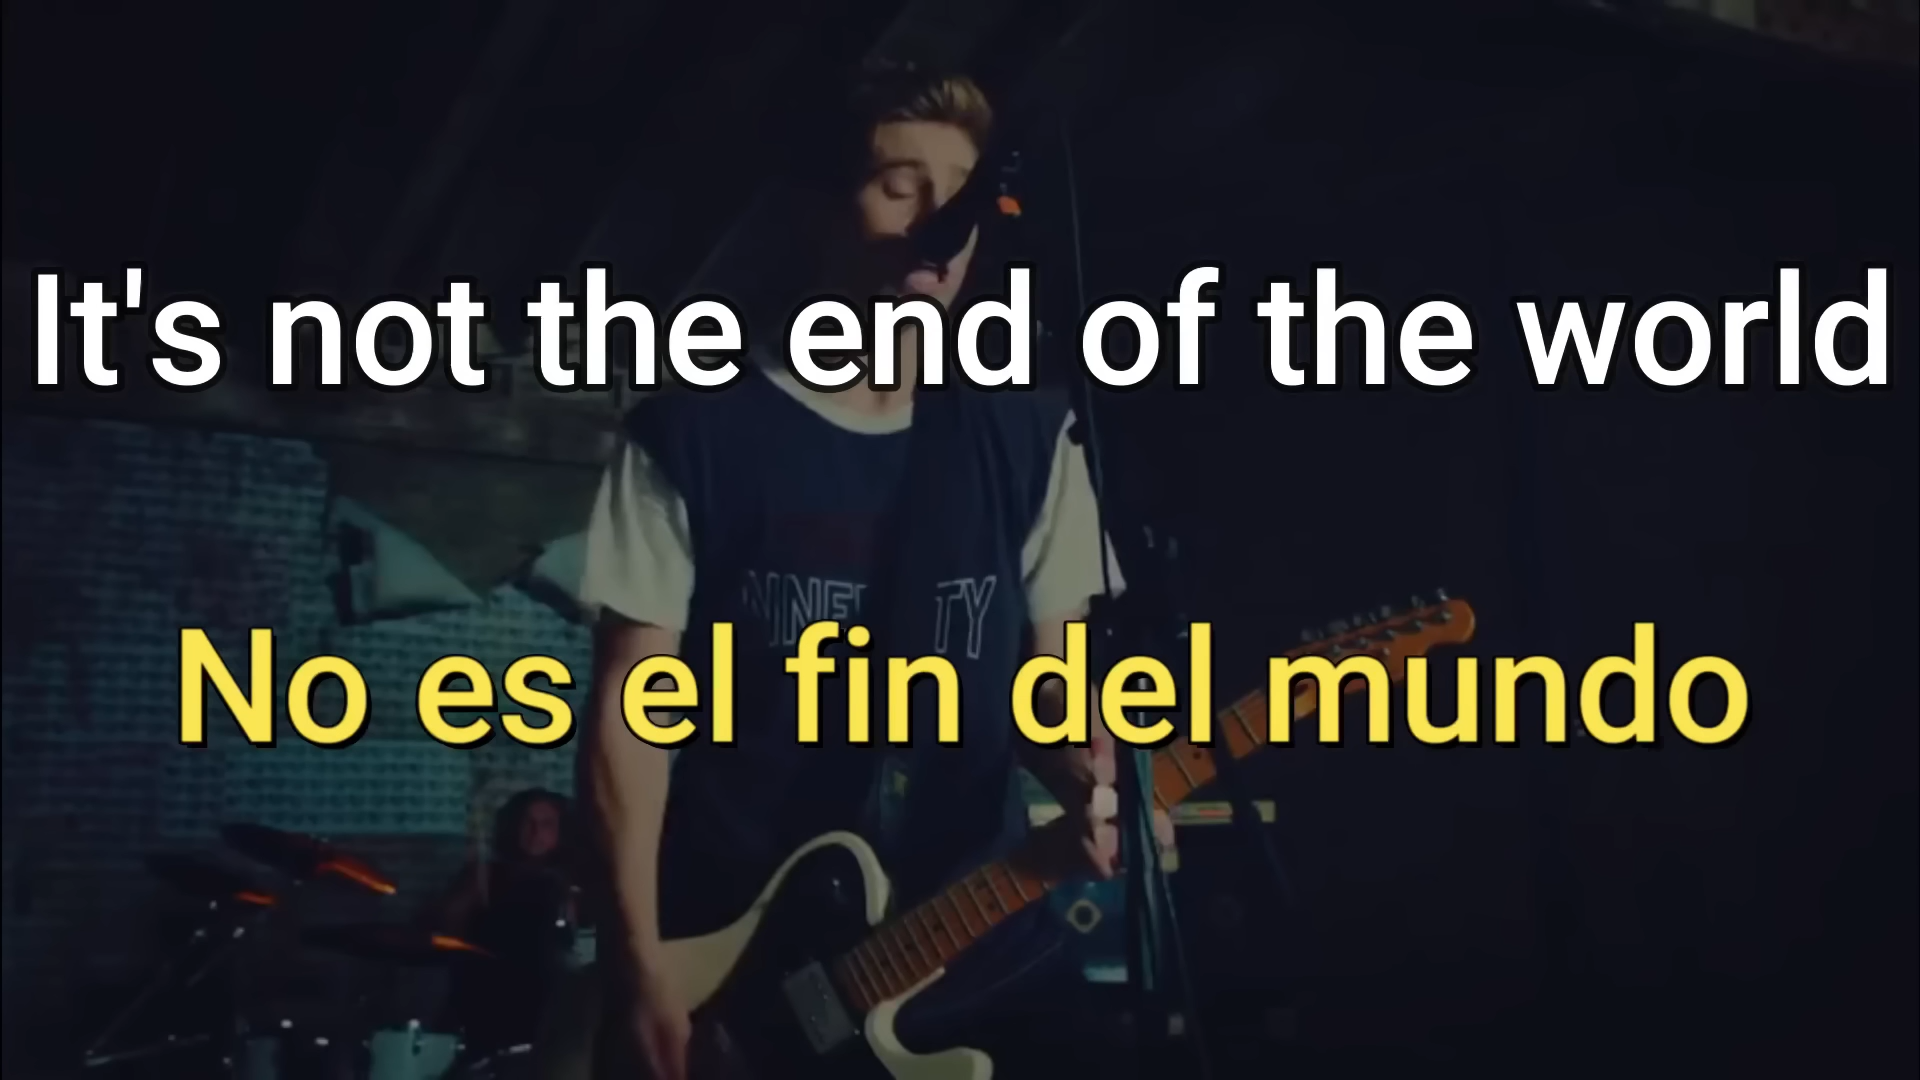 It's not the end of the world
No es el fin del mundo